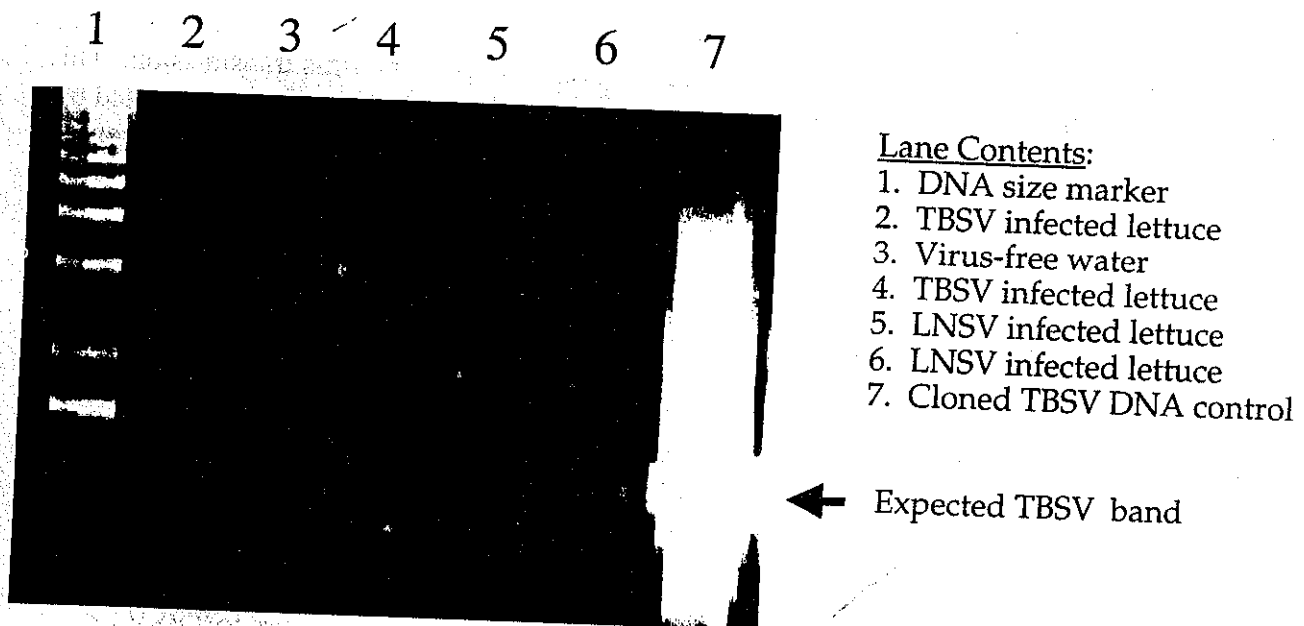 1 2 3 4 5 6 7
Lane Contents:
1. DNA size marker
2. TBSV infected lettuce
3. Virus-free water
4. TBSV infected lettuce
5. LNSV infected lettuce
6. LNSV infected lettuce
7. Cloned TBSV DNA control
Expected TBSV band